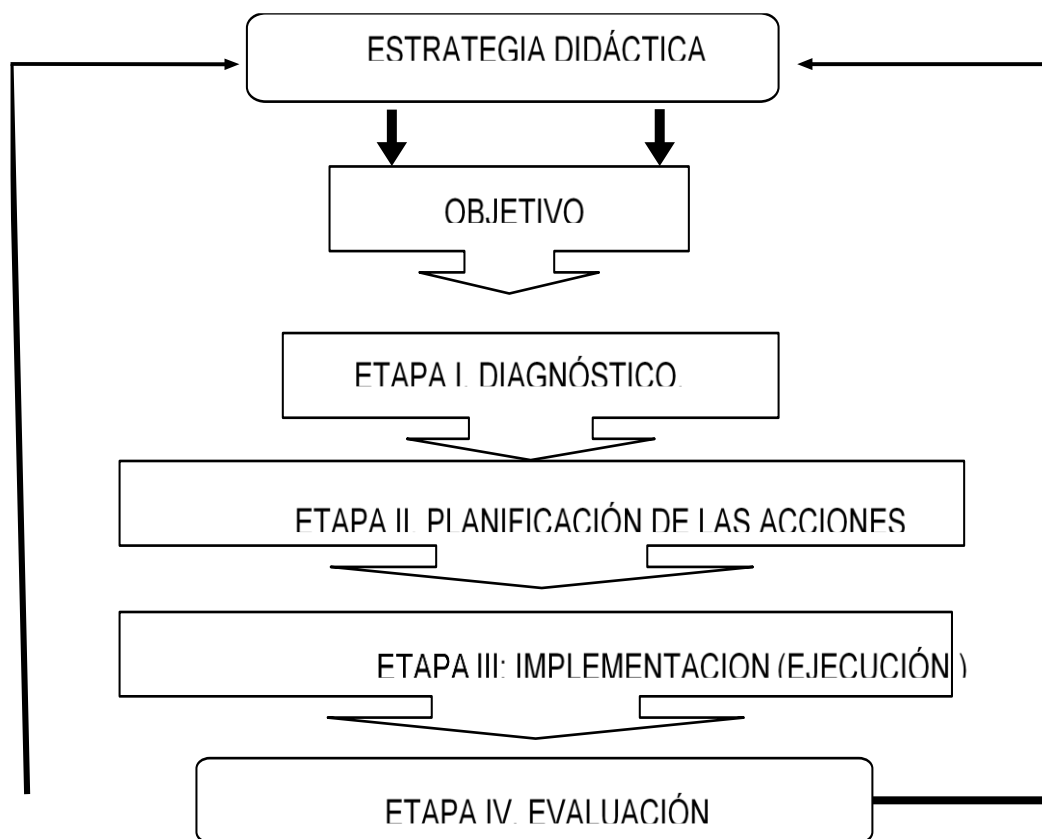 ESTRATEGIA DIDÁCTICA
OBJETIVO
ETAPA I. DIAGNÓSTICO.
ETAPA II. PLANIFICACIÓN DE LAS ACCIONES
ETAPA III: IMPLEMENTACION (EJECUCIÓN )
ETAPA IV. EVALUACIÓN